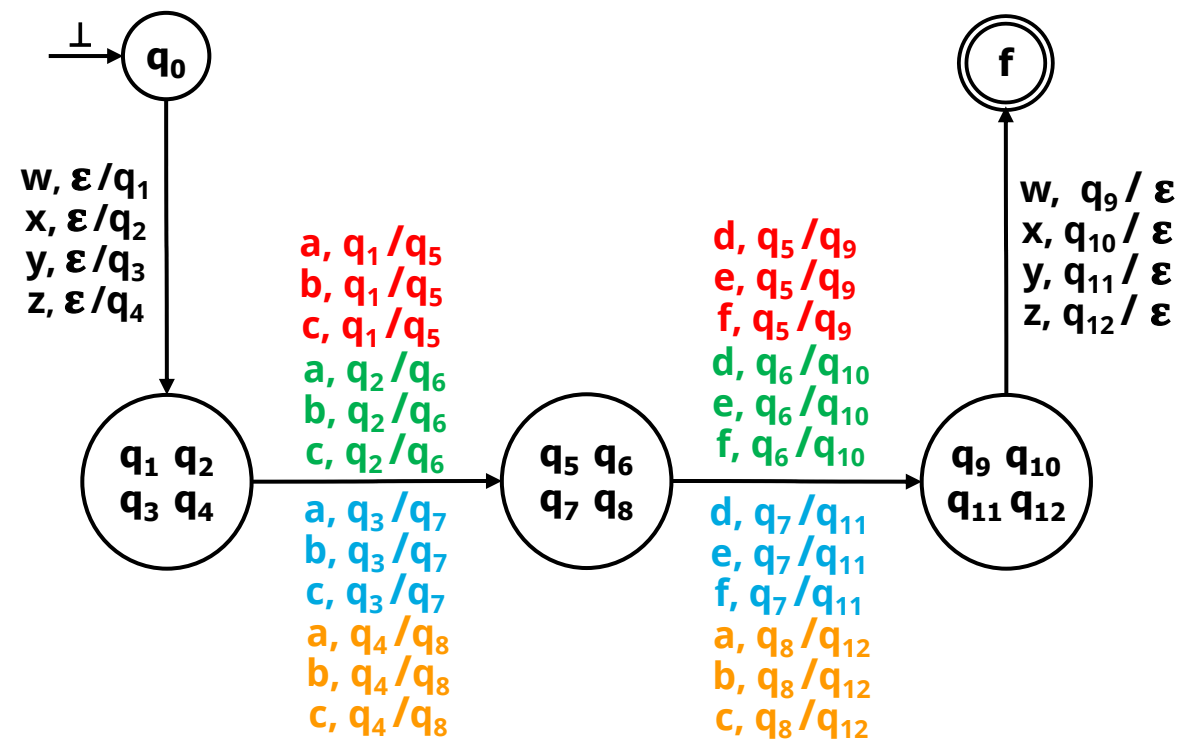 ⊥
q₀
f
w, ε/q₁
x, ε/q₂
y, ε/q₃
z, ε/q₄
a, q₁/q₅
b, q₁/q₅
c, q₁/q₅
a, q₂/q₆
b, q₂/q₆
c, q₂/q₆
a, q₃/q₇
b, q₃/q₇
c, q₃/q₇
a, q₄/q₈
b, q₄/q₈
c, q₄/q₈
d, q₅/q₉
e, q₅/q₉
f, q₅/q₉
d, q₆/q₁₀
e, q₆/q₁₀
f, q₆/q₁₀
d, q₇/q₁₁
e, q₇/q₁₁
f, q₇/q₁₁
a, q₈/q₁₂
b, q₈/q₁₂
c, q₈/q₁₂
w, q₉/ ε
x, q₁₀/ ε
y, q₁₁/ ε
z, q₁₂/ ε
q₁ q₂
q₃ q₄
q₅ q₆
q₇ q₈
q₉ q₁₀
q₁₁ q₁₂